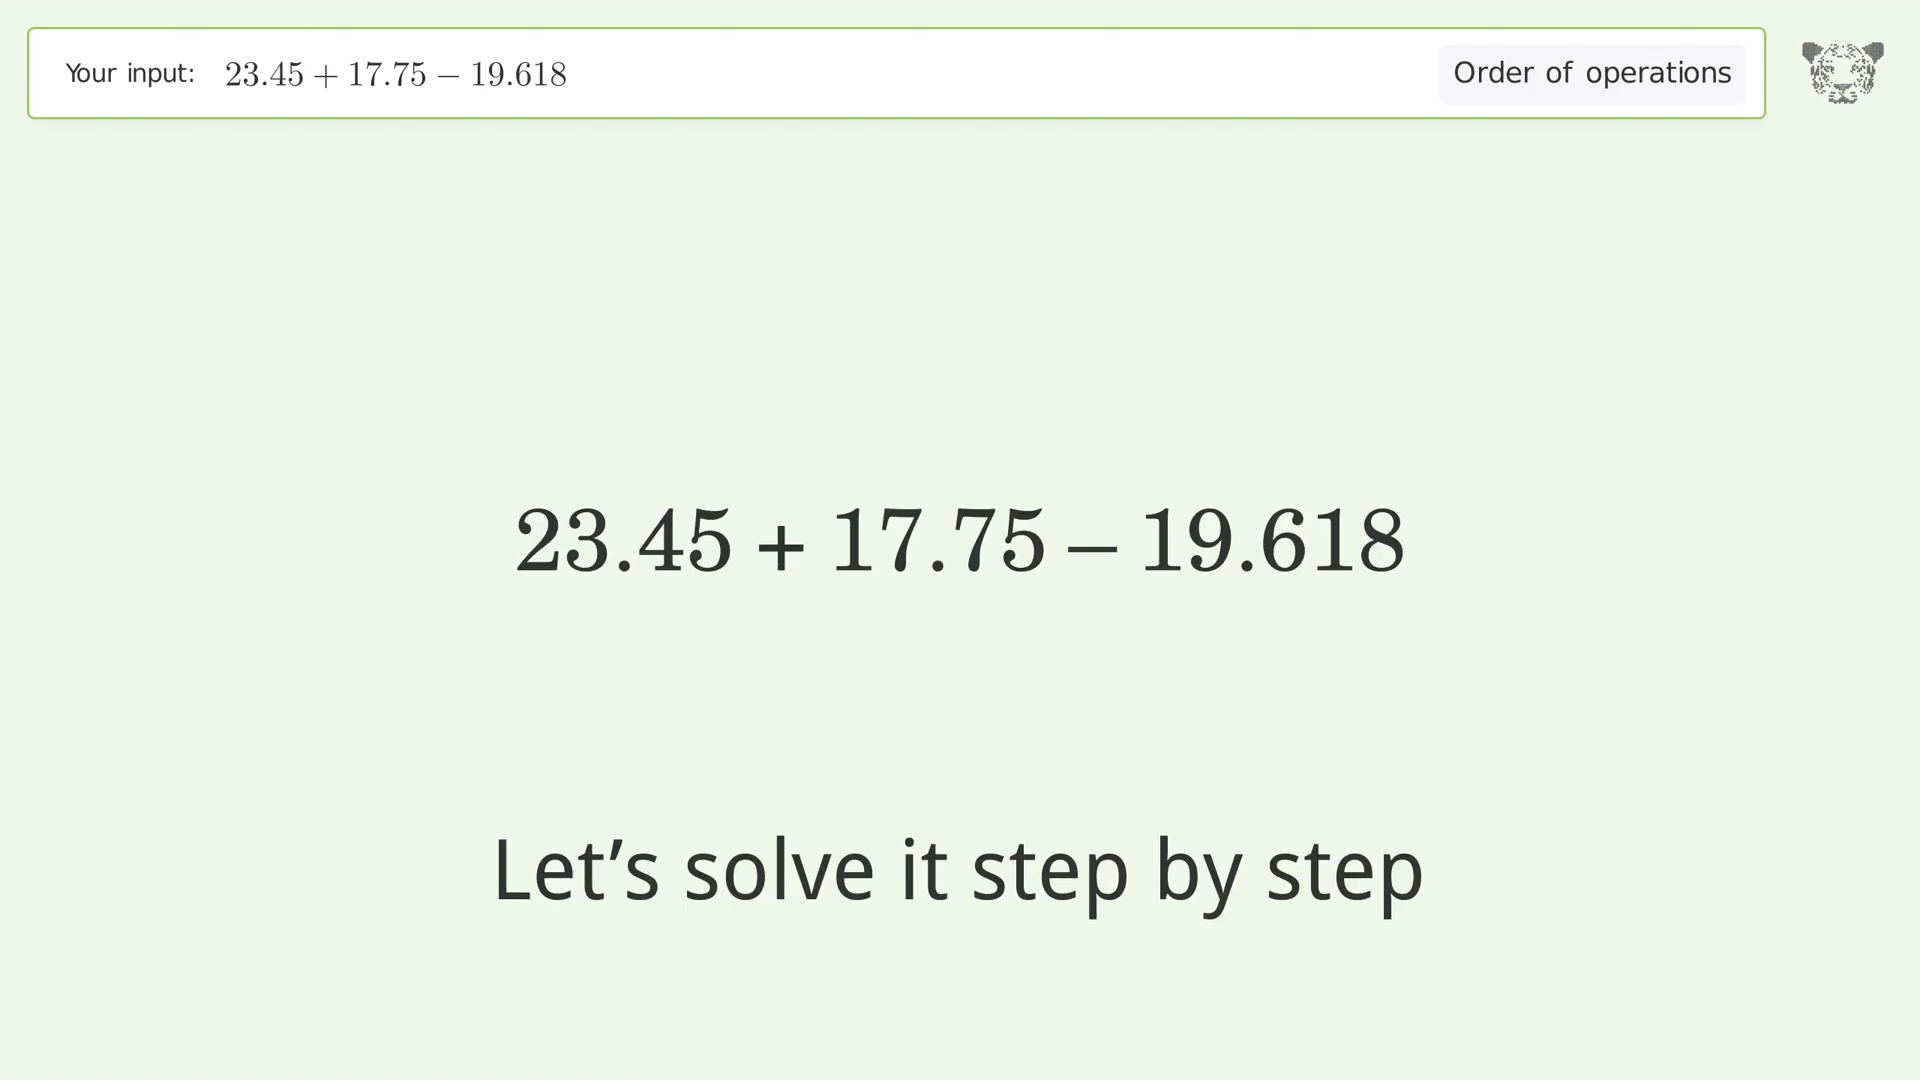 Your input: 23.45 + 17.75 − 19.618 Order of operations
23.45 + 17.75 − 19.618
Let’s solve it step by step